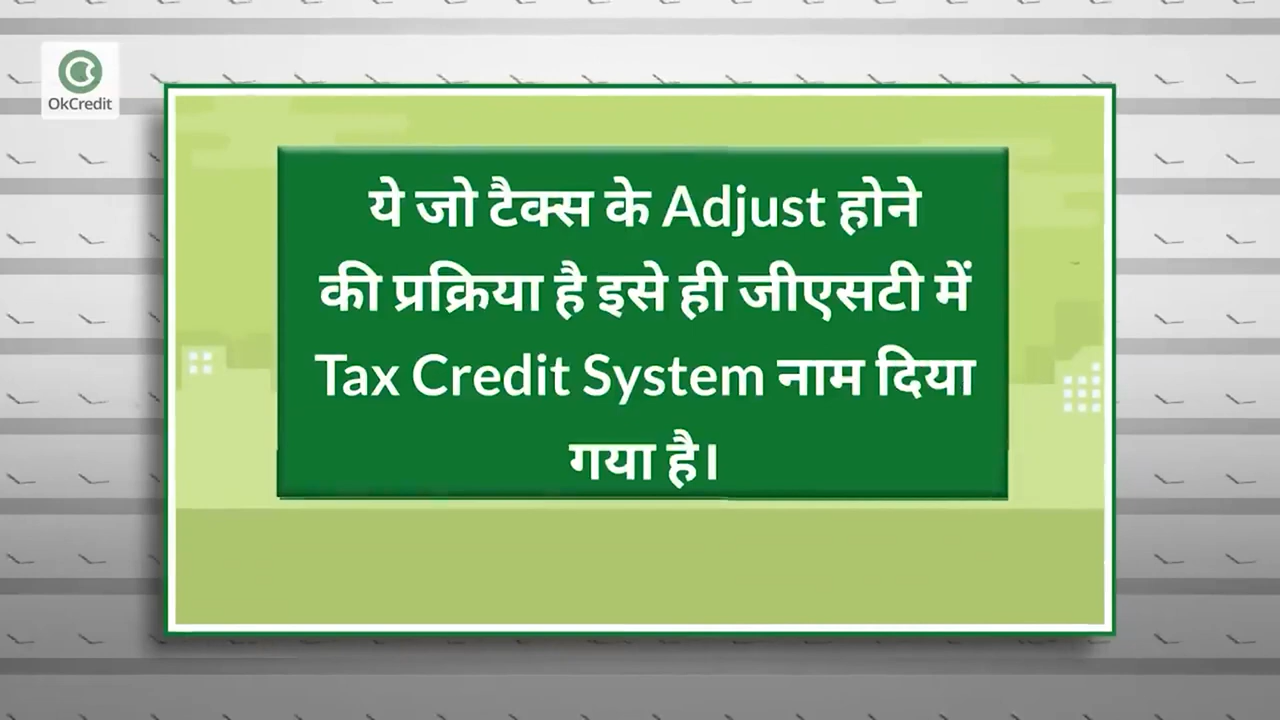 OkCredit
ये जो टैक्स के Adjust होने
की प्रक्रिया है इसे ही जीएसटी में
Tax Credit System नाम दिया
गया है।